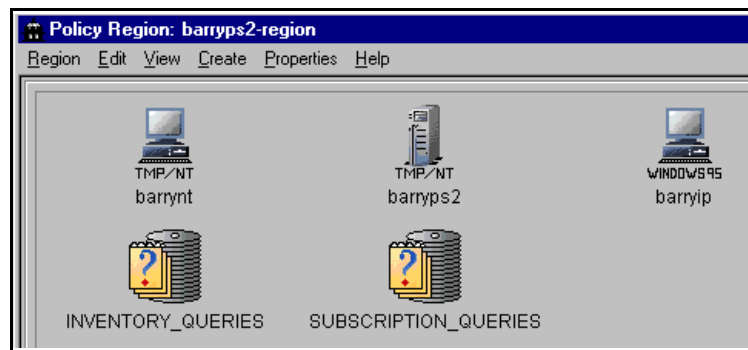 Policy Region: barryps2-region
Region Edit View Create Properties Help
TMP/NT TMP/NT WINDOWS95
barrynt barryps2 barryip
? ?
INVENTORY_QUERIES SUBSCRIPTION_QUERIES